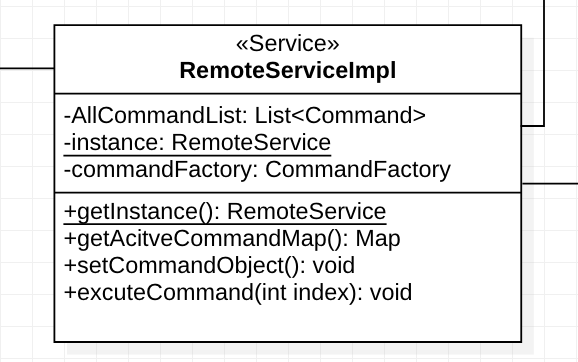 «Service»
RemoteServiceImpl
-AllCommandList: List<Command>
-instance: RemoteService
-commandFactory: CommandFactory
+getInstance(): RemoteService
+getAcitveCommandMap(): Map
+setCommandObject(): void
+excuteCommand(int index): void